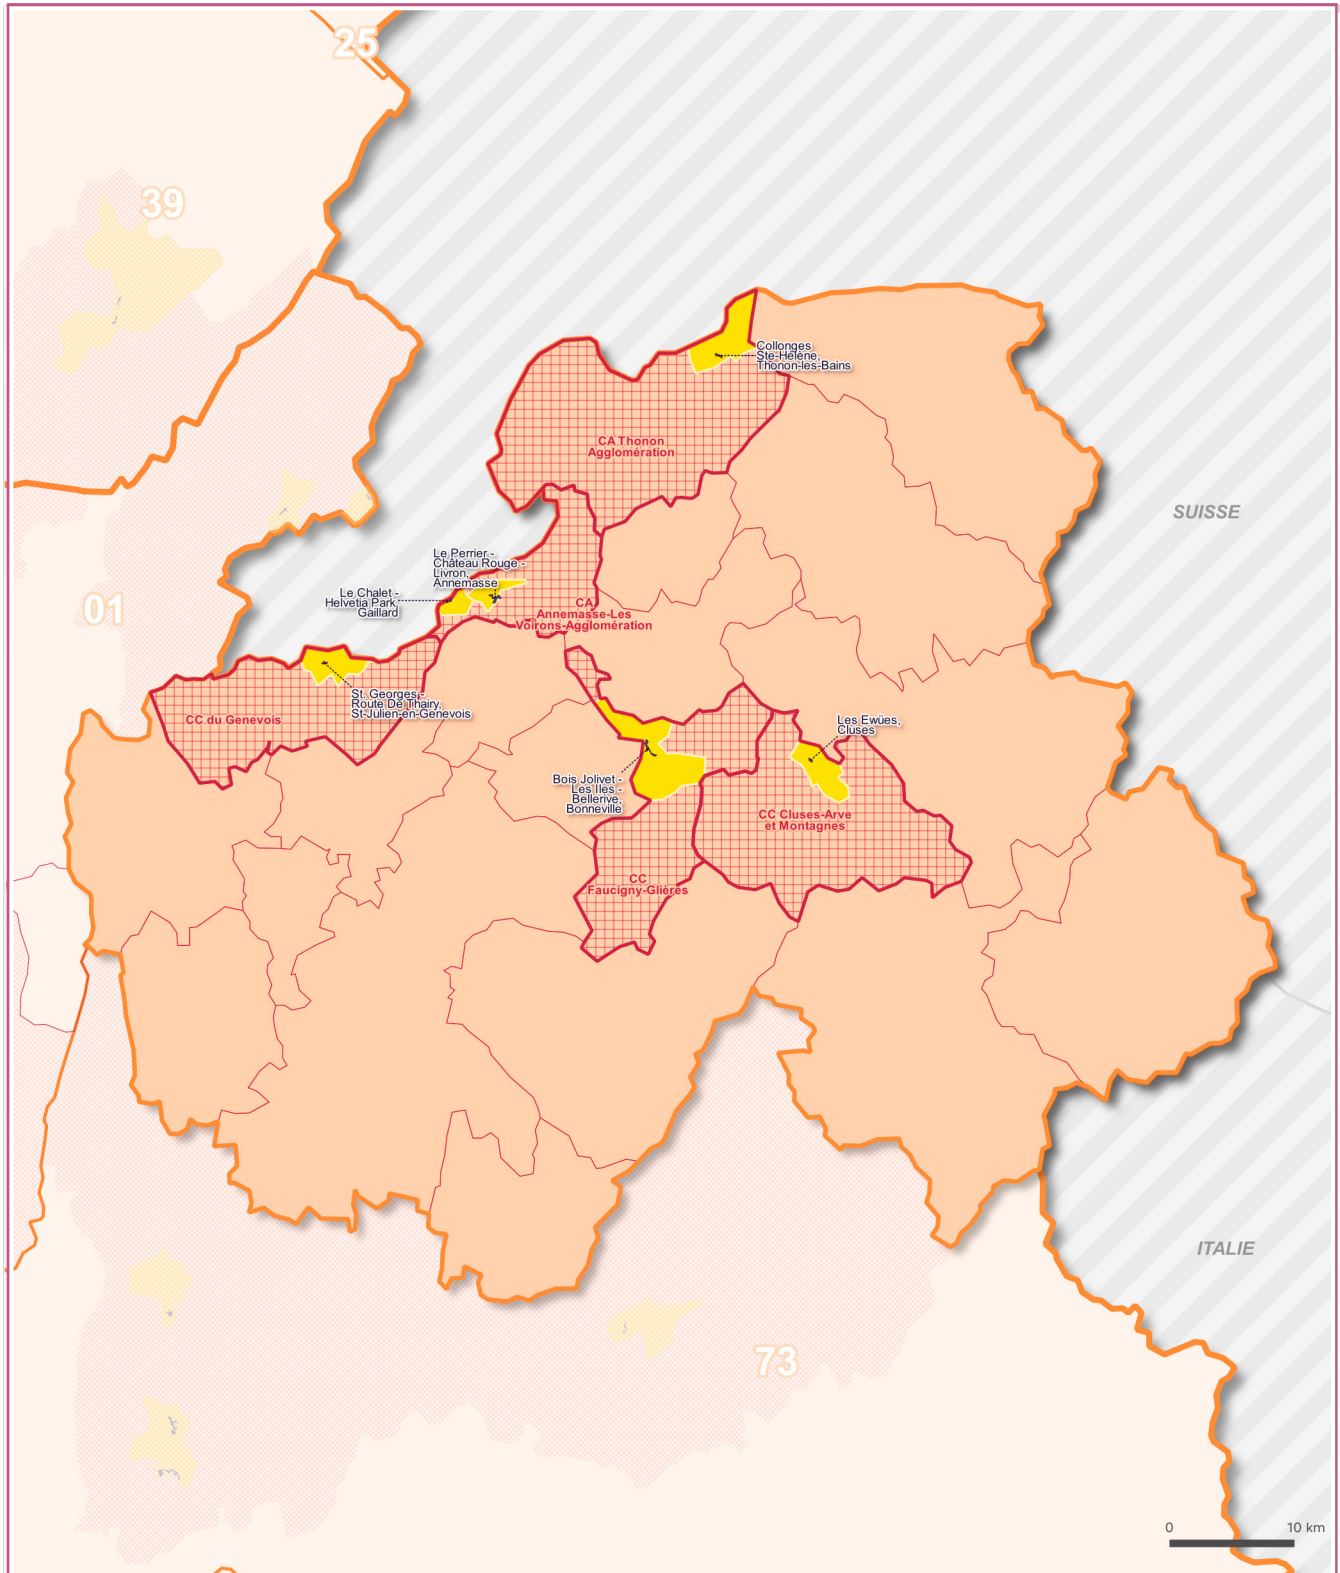 25
39
Collonges
Ste-Hélène,
Thonon-les-Bains
CA Thonon
Agglomération
SUISSE
Le Perrier -
Château Rouge -
Livron,
Annemasse
Le Chalet -
Helvetia Park,
Gaillard
01
CA
Annemasse-Les
Voirons-Agglomération
St. Georges -
Route De Thairy,
St-Julien-en-Genevois
CC du Genevois
Les Ewües,
Cluses
Bois Jolivet -
Les Iles -
Bellerive,
Bonneville
CC Cluses-Arve
et Montagnes
CC
Faucigny-Glières
ITALIE
73
0 10 km